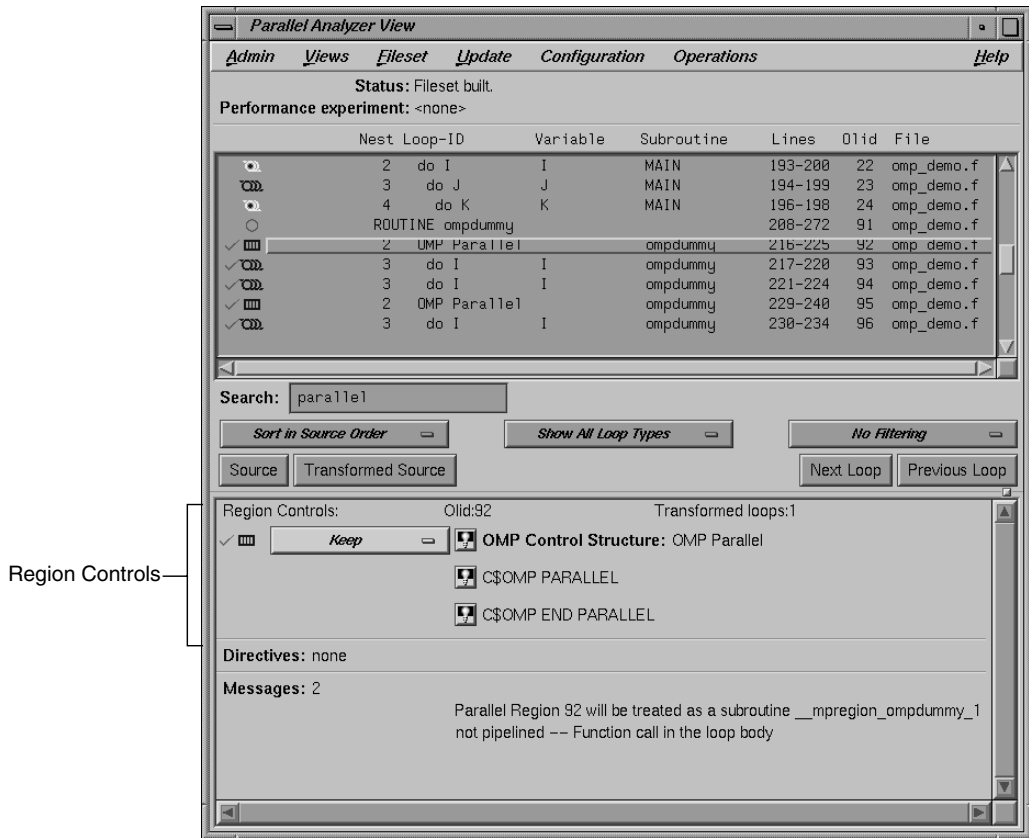 Parallel Analyzer View
Admin Views Fileset Update Configuration Operations Help
Status: Fileset built.
Performance experiment: <none>
Nest Loop-ID Variable Subroutine Lines Olid File
2 do I I MAIN 193-200 22 omp_demo.f
3 do J J MAIN 194-199 23 omp_demo.f
4 do K K MAIN 196-198 24 omp_demo.f
ROUTINE ompdummy 208-272 91 omp_demo.f
2 OMP Parallel ompdummy 216-225 92 omp_demo.f
3 do I I ompdummy 217-220 93 omp_demo.f
3 do I I ompdummy 221-224 94 omp_demo.f
2 OMP Parallel ompdummy 229-240 95 omp_demo.f
3 do I I ompdummy 230-234 96 omp_demo.f
Search: parallel
Sort in Source Order Show All Loop Types No Filtering
Source Transformed Source Next Loop Previous Loop
Region Controls: Olid:92 Transformed loops:1
Keep OMP Control Structure: OMP Parallel
C$OMP PARALLEL
Region Controls
C$OMP END PARALLEL
Directives: none
Messages: 2
Parallel Region 92 will be treated as a subroutine __mpregion_ompdummy_1
not pipelined -- Function call in the loop body